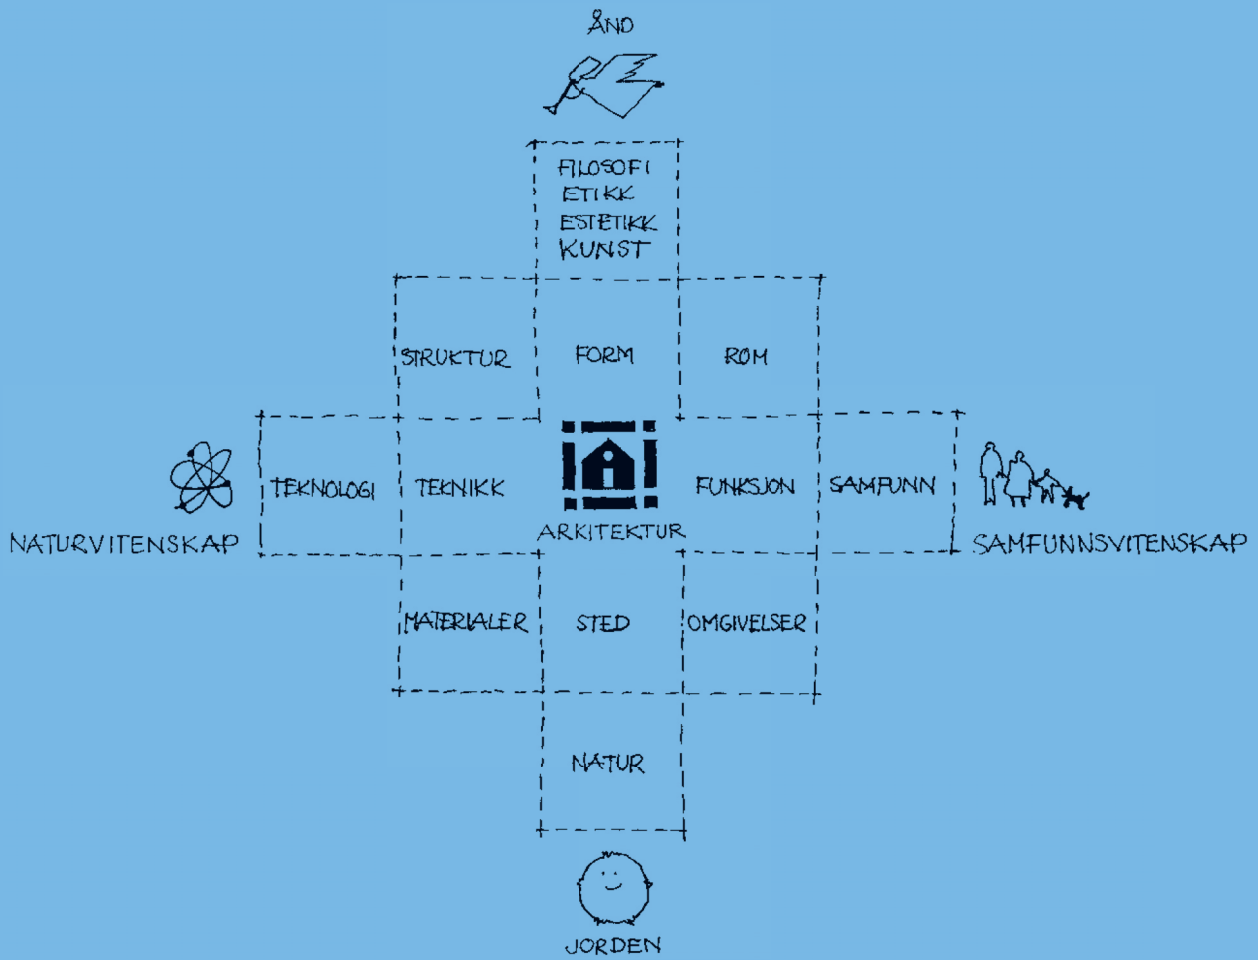 ÅND
FILOSOFI
ETIKK
ESTETIKK
KUNST
STRUKTUR
FORM
ROM
TEKNOLOGI
TEKNIKK
FUNKSJON
SAMFUNN
NATURVITENSKAP
ARKITEKTUR
SAMFUNNSVITENSKAP
MATERIALER
STED
OMGIVELSER
NATUR
JORDEN